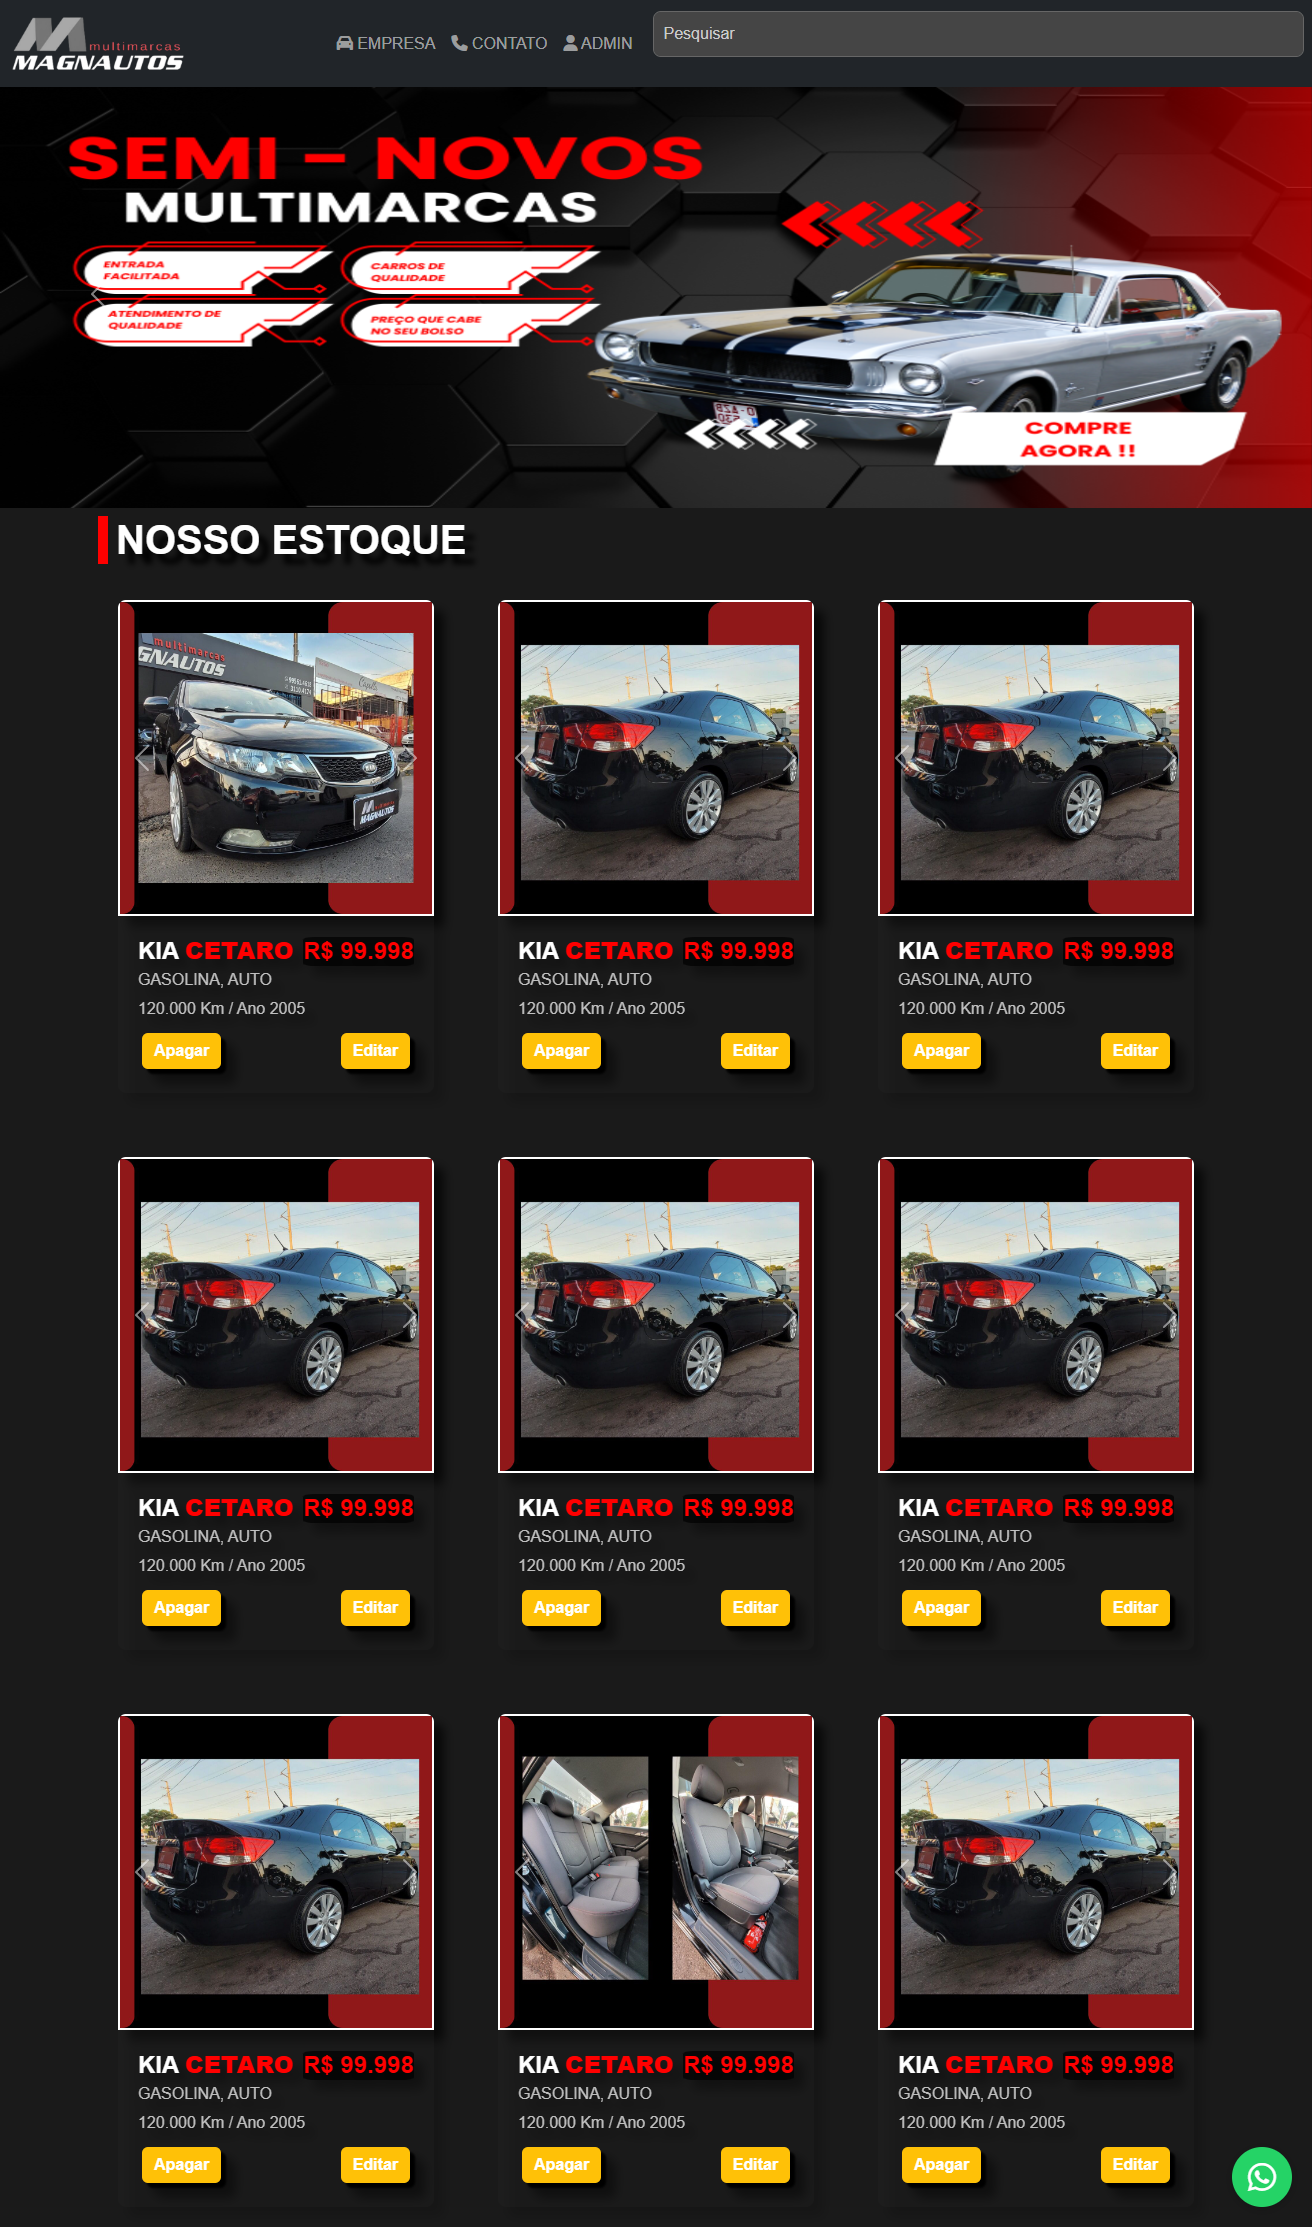 multimarcas
MAGNAUTOS
EMPRESA
CONTATO
ADMIN
Pesquisar
SEMI - NOVOS
MULTIMARCAS
ENTRADA
FACILITADA
CARROS DE
QUALIDADE
ATENDIMENTO DE
QUALIDADE
PREÇO QUE CABE
NO SEU BOLSO
COMPRE
AGORA !!
NOSSO ESTOQUE
multimarcas
GNAUTOS
MAGNAUTOS
KIA CETARO R$ 99.998
GASOLINA, AUTO
120.000 Km / Ano 2005
Apagar
Editar
KIA CETARO R$ 99.998
GASOLINA, AUTO
120.000 Km / Ano 2005
Apagar
Editar
KIA CETARO R$ 99.998
GASOLINA, AUTO
120.000 Km / Ano 2005
Apagar
Editar
KIA CETARO R$ 99.998
GASOLINA, AUTO
120.000 Km / Ano 2005
Apagar
Editar
KIA CETARO R$ 99.998
GASOLINA, AUTO
120.000 Km / Ano 2005
Apagar
Editar
KIA CETARO R$ 99.998
GASOLINA, AUTO
120.000 Km / Ano 2005
Apagar
Editar
KIA CETARO R$ 99.998
GASOLINA, AUTO
120.000 Km / Ano 2005
Apagar
Editar
KIA CETARO R$ 99.998
GASOLINA, AUTO
120.000 Km / Ano 2005
Apagar
Editar
KIA CETARO R$ 99.998
GASOLINA, AUTO
120.000 Km / Ano 2005
Apagar
Editar